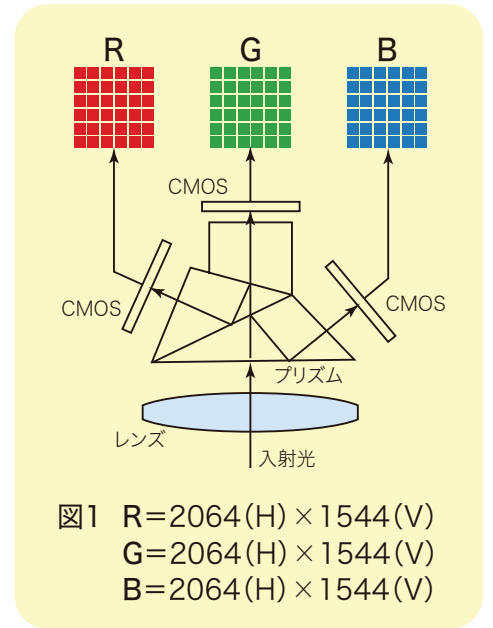 R G B
CMOS
CMOS
CMOS
プリズム
レンズ
入射光
図1 R=2064(H)×1544(V)
G=2064(H)×1544(V)
B=2064(H)×1544(V)